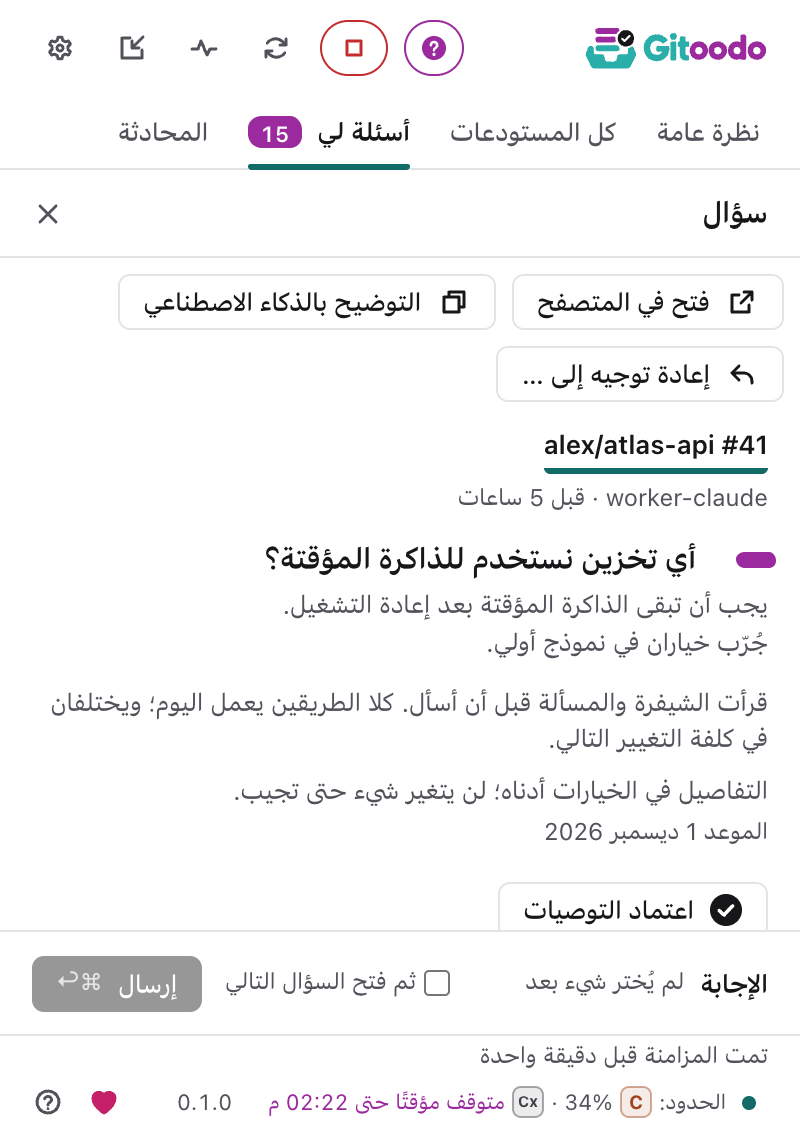 Gitoodo
نظرة عامة
كل المستودعات
أسئلة لي 15
المحادثة
سؤال
فتح في المتصفح
التوضيح بالذكاء الاصطناعي
إعادة توجيه إلى ...
alex/atlas-api #41
worker-claude · قبل 5 ساعات
أي تخزين نستخدم للذاكرة المؤقتة؟
يجب أن تبقى الذاكرة المؤقتة بعد إعادة التشغيل.
جُرّب خياران في نموذج أولي.
قرأت الشيفرة والمسألة قبل أن أسأل. كلا الطريقين يعمل اليوم؛ ويختلفان
في كلفة التغيير التالي.
التفاصيل في الخيارات أدناه؛ لن يتغير شيء حتى تجيب.
الموعد 1 ديسمبر 2026
اعتماد التوصيات
الإجابة لم يُختر شيء بعد
ثم فتح السؤال التالي
إرسال ⌘↩
تمت المزامنة قبل دقيقة واحدة
الحدود: C 34% · Cx متوقف مؤقتًا حتى 02:22 م
0.1.0